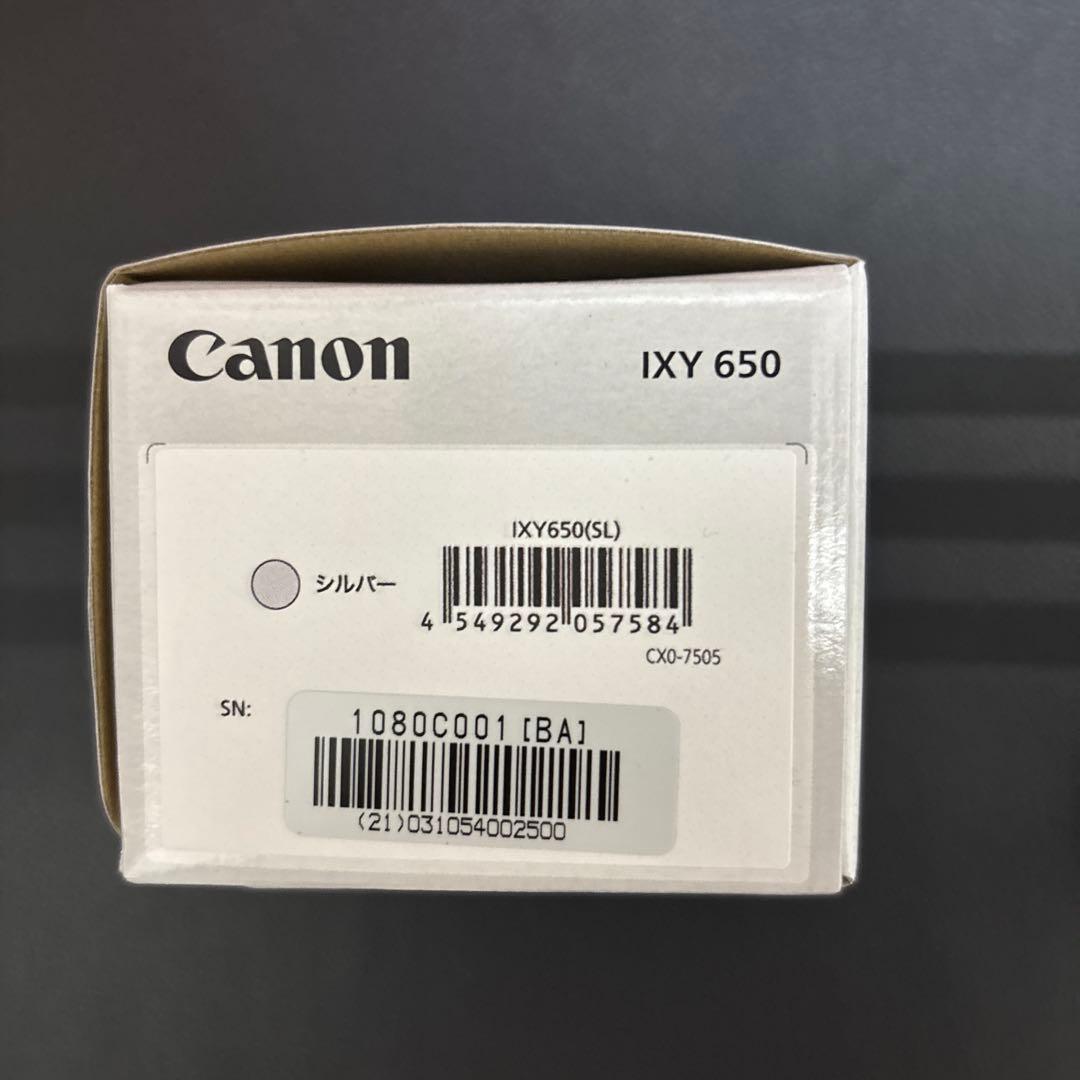 Canon
IXY 650
IXY650(SL)
シルバー
4 549292 057584
CX0-7505
SN:
1080C001 [BA]
(21)031054002500